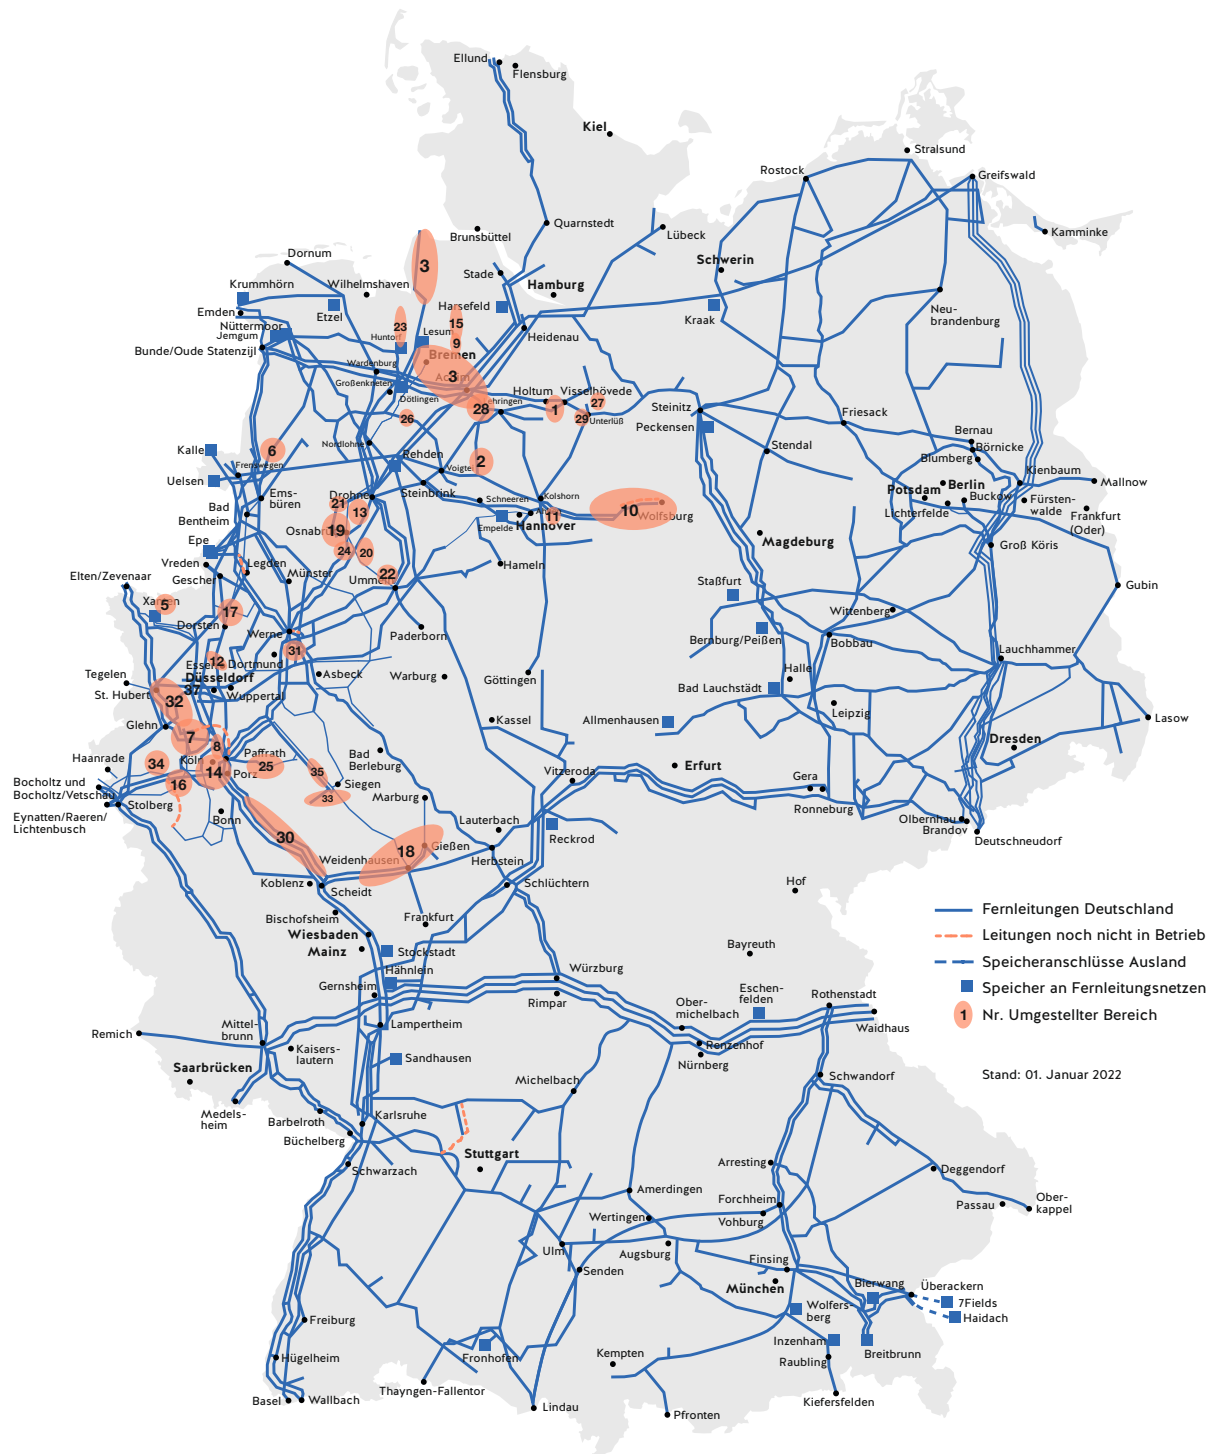 Ellund
Flensburg
Kiel
Stralsund
Rostock
Greifswald
Quarnstedt
Brunsbüttel
Lübeck
Kamminke
Dornum
Schwerin
Krummhörn
Wilhelmshaven
3
Stade
Hamburg
Emden
Etzel
Harsefeld
Kraak
Neu-
brandenburg
Nüttermoor
Jemgum
23
Huntorf
Lesum
15
9
Heidenau
Bunde/Oude Statenzijl
Bremen
Wardenburg
Großenkneten
Achim
3
Dötlingen
Holtum
Visselhövede
28
1
27
29
Unterlüß
Steinitz
Peckensen
Friesack
26
Bernau
Börnicke
Blumberg
Kalle
6
Nordlohne
Rehden
2
Stendal
Frenswegen
Kienbaum
Mallnow
Uelsen
Steinbrink
Potsdam
Berlin
Buckow
Ems-
büren
Drohne
21
13
Schneeren
Kolshorn
10
Lichterfelde
Fürsten-
walde
Frankfurt
(Oder)
Bad
Bentheim
19
Empelde
Hannover
11
Wolfsburg
Magdeburg
Groß Köris
Epe
24
20
Vreden
Legden
Gescher
Münster
22
Hameln
Elten/Zevenaar
Staßfurt
Gubin
Xanten
5
17
Dorsten
Paderborn
Wittenberg
Werne
Bernburg/Peißen
Bobbau
31
Lauchhammer
12
Essen
Dortmund
Asbeck
Warburg
Göttingen
Halle
Tegelen
Düsseldorf
37
Wuppertal
St. Hubert
32
Bad Lauchstädt
Leipzig
Glehn
Kassel
Allmenhausen
Lasow
7
8
Dresden
Haanrade
34
Köln
Paffrath
14
Porz
25
Bad
Berleburg
Erfurt
35
Siegen
Vitzeroda
Gera
Bocholtz und
Bocholtz/Vetschau
16
Stolberg
33
Marburg
Ronneburg
Eynatten/Raeren/
Lichtenbusch
Bonn
30
Lauterbach
Reckrod
Olbernhau
Brandov
Deutschneudorf
Weidenhausen
18
Gießen
Herbstein
Koblenz
Scheidt
Schlüchtern
Hof
Bischofsheim
Frankfurt
Wiesbaden
Mainz
Stockstadt
Bayreuth
Hähnlein
Würzburg
Gernsheim
Rimpar
Eschen-
felden
Ober-
michelbach
Rothenstadt
Waidhaus
Lampertheim
Remich
Mittel-
brunn
Kaisers-
lautern
Sandhausen
Renzenhof
Nürnberg
Saarbrücken
Michelbach
Schwandorf
Medels-
heim
Barbelroth
Karlsruhe
Büchelberg
Stuttgart
Schwarzach
Arresting
Deggendorf
Amerdingen
Forchheim
Passau
Ober-
kappel
Wertingen
Vohburg
Ulm
Augsburg
Finsing
Senden
München
Bierwang
Überackern
7Fields
Haidach
Wolfers-
berg
Freiburg
Inzenham
Breitbrunn
Raubling
Hügelheim
Fronhofen
Kempten
Thayngen-Fallentor
Kiefersfelden
Basel
Wallbach
Lindau
Pfronten
Fernleitungen Deutschland
Leitungen noch nicht in Betrieb
Speicheranschlüsse Ausland
Speicher an Fernleitungsnetzen
1
Nr. Umgestellter Bereich
Stand: 01. Januar 2022